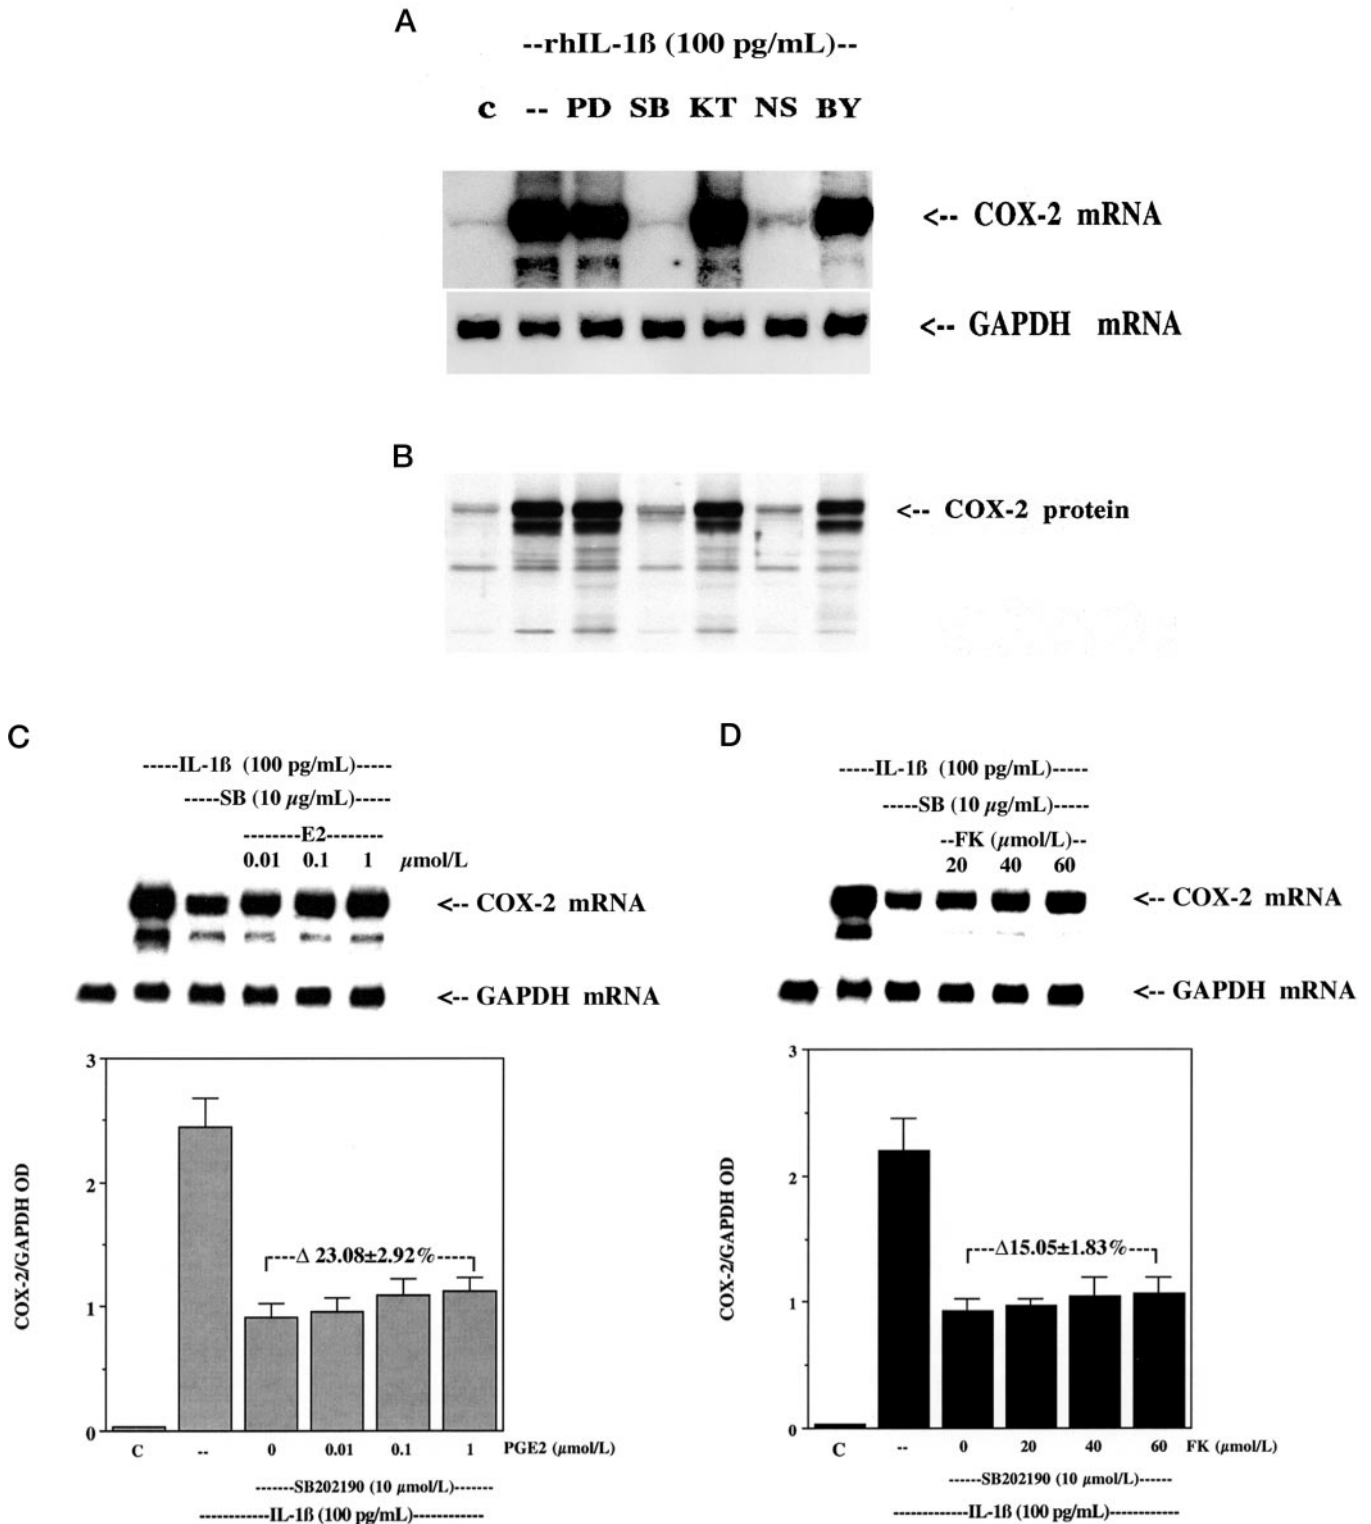 A
--rhIL-1ß (100 pg/mL)--
c -- PD SB KT NS BY
<-- COX-2 mRNA
<-- GAPDH mRNA
B
<-- COX-2 protein
C
-----IL-1ß (100 pg/mL)-----
-----SB (10 µg/mL)-----
--------E2--------
0.01 0.1 1 µmol/L
<-- COX-2 mRNA
<-- GAPDH mRNA
3
2
1
0
COX-2/GAPDH OD
----Δ 23.08±2.92%-----
C -- 0 0.01 0.1 1 PGE2 (µmol/L)
-------SB202190 (10 µmol/L)-------
------------IL-1ß (100 pg/mL)------------
D
-----IL-1ß (100 pg/mL)-----
-----SB (10 µg/mL)-----
--FK (µmol/L)--
20 40 60
<-- COX-2 mRNA
<-- GAPDH mRNA
3
2
1
0
COX-2/GAPDH OD
----Δ15.05±1.83%----
C -- 0 20 40 60 FK (µmol/L)
------SB202190 (10 µmol/L)------
-------------IL-1ß (100 pg/mL)------------